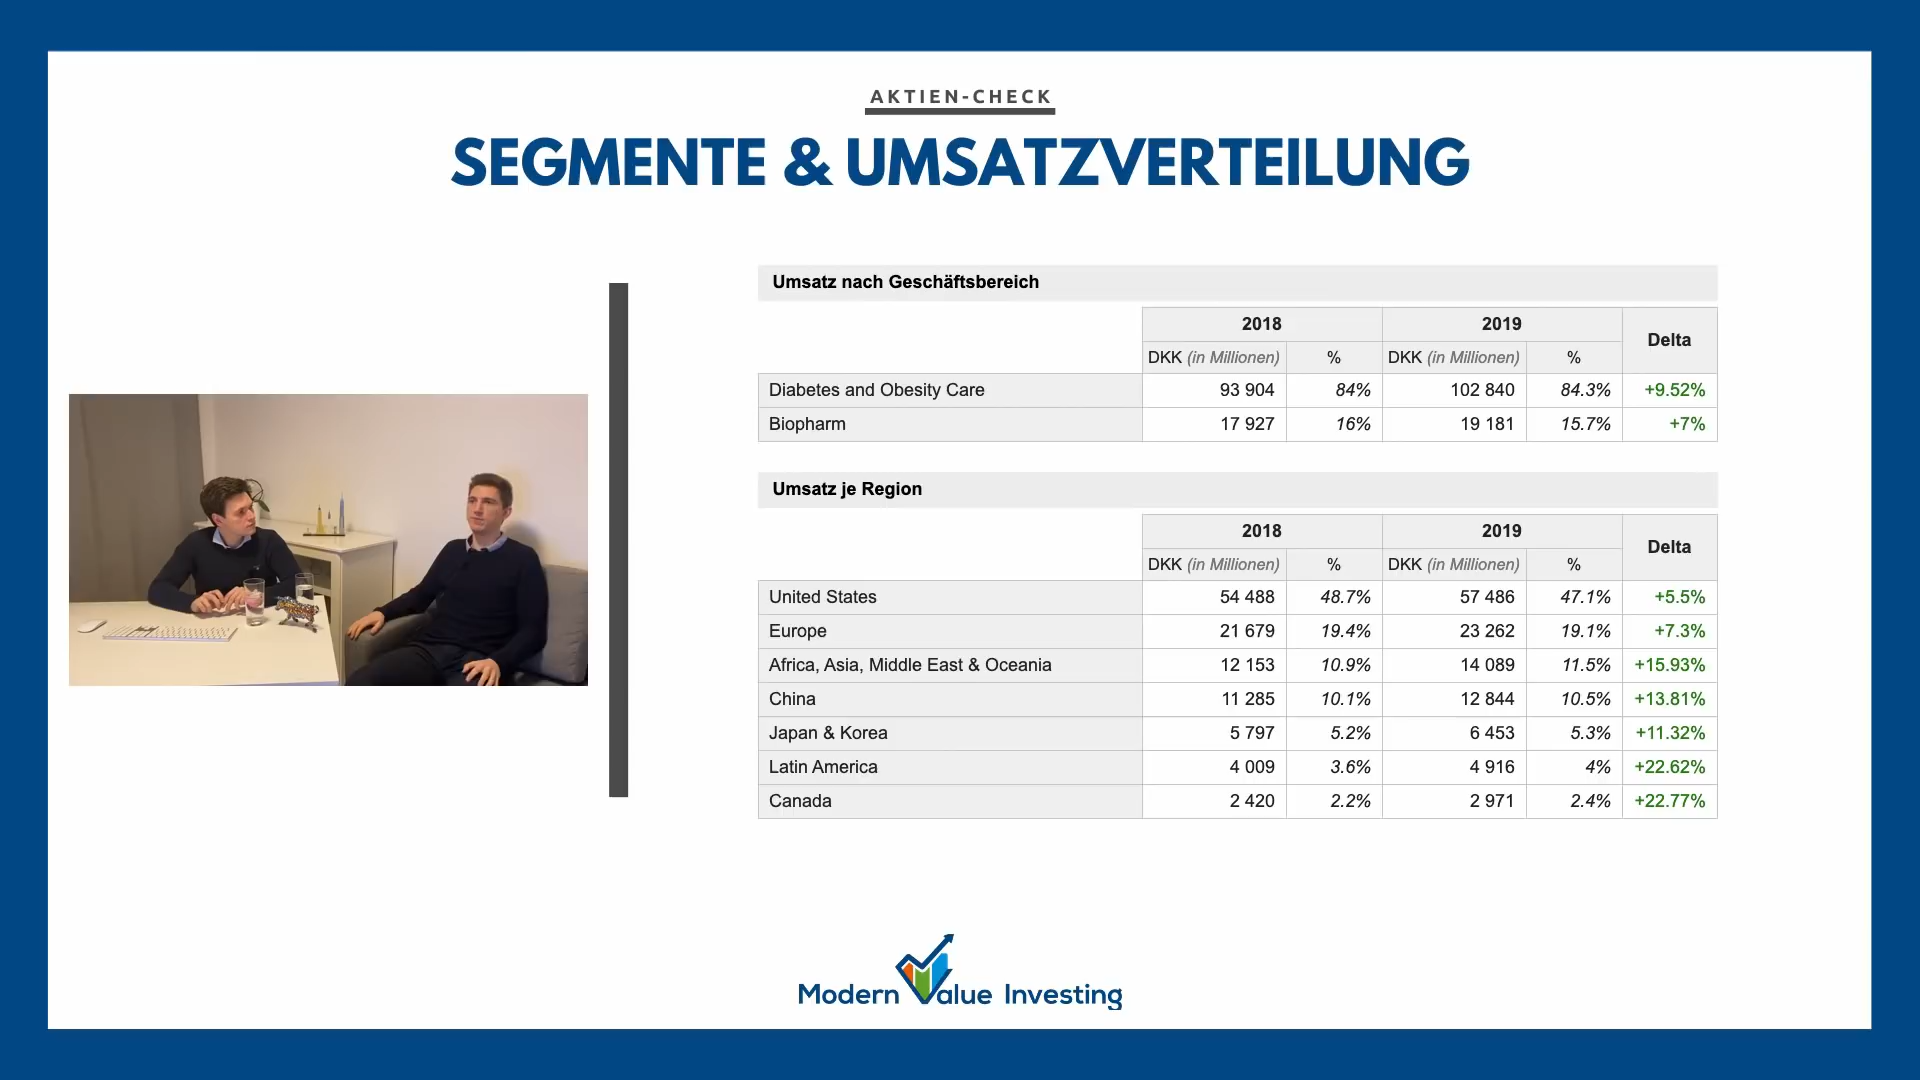 AKTIEN-CHECK
SEGMENTE & UMSATZVERTEILUNG
Umsatz nach Geschäftsbereich
2018 2019 Delta
DKK (in Millionen) % DKK (in Millionen) %
Diabetes and Obesity Care 93 904 84% 102 840 84.3% +9.52%
Biopharm 17 927 16% 19 181 15.7% +7%
Umsatz je Region
2018 2019 Delta
DKK (in Millionen) % DKK (in Millionen) %
United States 54 488 48.7% 57 486 47.1% +5.5%
Europe 21 679 19.4% 23 262 19.1% +7.3%
Africa, Asia, Middle East & Oceania 12 153 10.9% 14 089 11.5% +15.93%
China 11 285 10.1% 12 844 10.5% +13.81%
Japan & Korea 5 797 5.2% 6 453 5.3% +11.32%
Latin America 4 009 3.6% 4 916 4% +22.62%
Canada 2 420 2.2% 2 971 2.4% +22.77%
Modern Value Investing